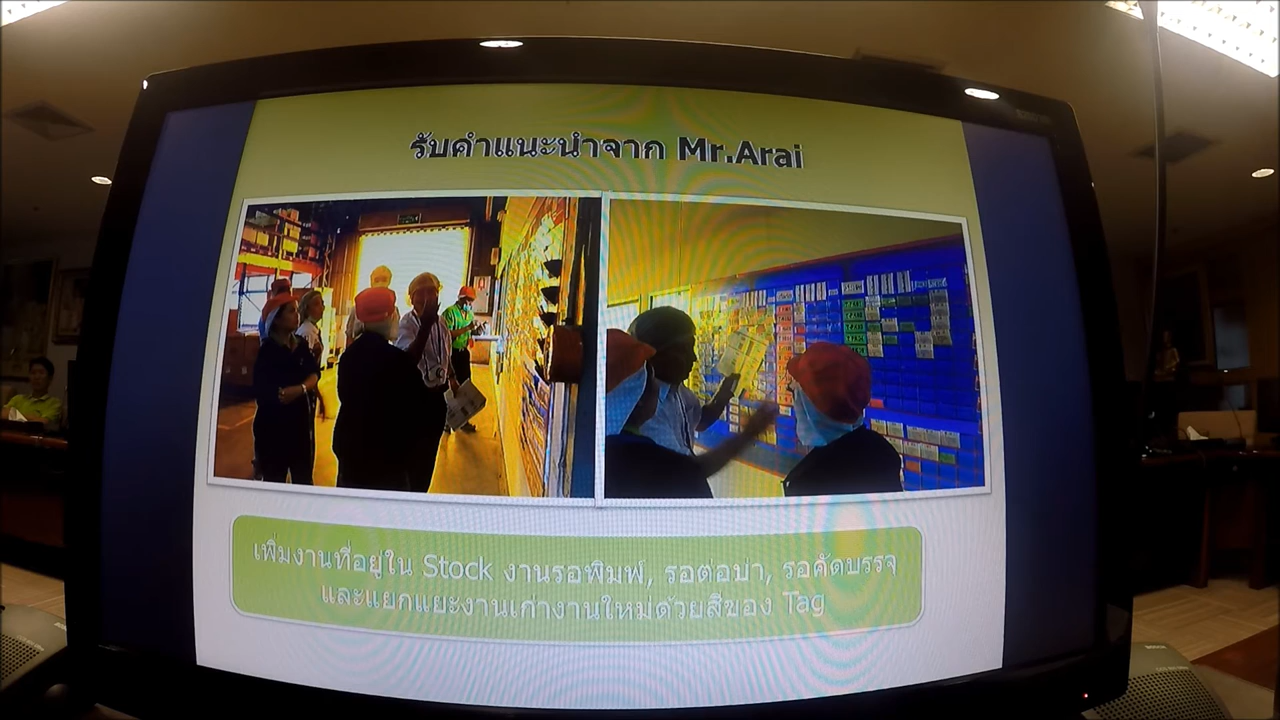 รับคำแนะนำจาก Mr.Arai
เพิ่มงานที่อยู่ใน Stock งานรอพิมพ์, รอต่อบ่า, รอคัดบรรจุ
และแยกแยะงานเก่างานใหม่ด้วยสีของ Tag